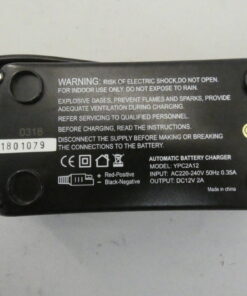 WARNING: RISK OF ELECTRIC SHOCK,DO NOT OPEN.
FOR INDOOR USE ONLY. DO NOT EXPOSE TO RAIN.
EXPLOSIVE GASES, PREVENT FLAMES AND SPARKS, PROVIDE
ADEQUATE VENTILATION DURING CHARGING.
REFER SERVICING TO QUALIFIED PERSONNEL.
0318
BEFORE CHARGING, READ THE INSTRUCTION.
1801079
DISCONNECT THE SUPPLY BEFORE MAKING OR BREAKING
THE CONNECTIONS TO THE BATTERY.
AUTOMATIC BATTERY CHARGER
MODEL: YPC2A12
+ Red-Positive
INPUT: AC220-240V 50Hz 0.35A
- Black-Negative
OUTPUT: DC12V 2A
Made in china